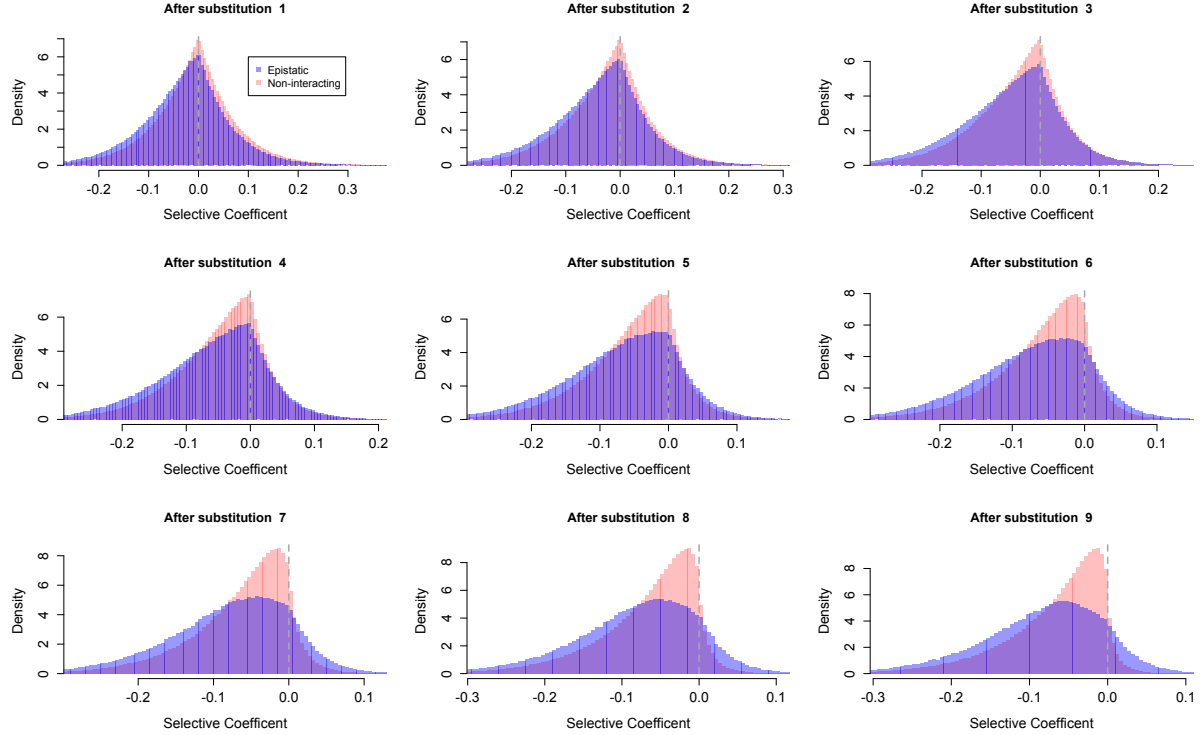 After substitution 1
Density
0 2 4 6
Epistatic
Non-interacting
-0.2 -0.1 0.0 0.1 0.2 0.3
Selective Coefficent
After substitution 2
Density
0 2 4 6
-0.2 -0.1 0.0 0.1 0.2 0.3
Selective Coefficent
After substitution 3
Density
0 2 4 6
-0.2 -0.1 0.0 0.1 0.2
Selective Coefficent
After substitution 4
Density
0 2 4 6
-0.2 -0.1 0.0 0.1 0.2
Selective Coefficent
After substitution 5
Density
0 2 4 6
-0.2 -0.1 0.0 0.1
Selective Coefficent
After substitution 6
Density
0 2 4 6 8
-0.2 -0.1 0.0 0.1
Selective Coefficent
After substitution 7
Density
0 2 4 6 8
-0.2 -0.1 0.0
Selective Coefficent
After substitution 8
Density
0 2 4 6 8
-0.3 -0.2 -0.1 0.0 0.1
Selective Coefficent
After substitution 9
Density
0 2 4 6 8
-0.3 -0.2 -0.1 0.0 0.1
Selective Coefficent